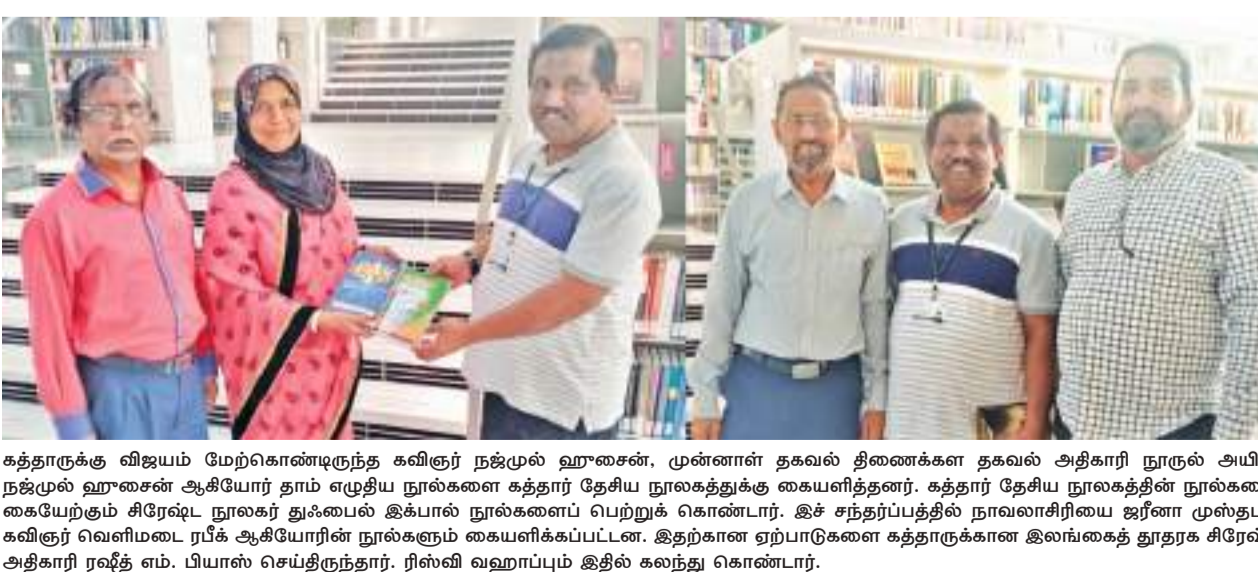 கத்தாருக்கு விஜயம் மேற்கொண்டிருந்த கவிஞர் நஜ்முல் ஹுசைன், முன்னாள் தகவல் திணைக்கள தகவல் அதிகாரி நூருல் அயி
நஜ்முல் ஹுசைன் ஆகியோர் தாம் எழுதிய நூல்களை கத்தார் தேசிய நூலகத்துக்கு கையளித்தனர். கத்தார் தேசிய நூலகத்தின் நூல்களை
கையேற்கும் சிரேஷ்ட நூலகர் துஃபைல் இக்பால் நூல்களைப் பெற்றுக் கொண்டார். இச் சந்தர்ப்பத்தில் நாவலாசிரியை ஜரீனா முஸ்தப
கவிஞர் வெளிமடை ரபீக் ஆகியோரின் நூல்களும் கையளிக்கப்பட்டன. இதற்கான ஏற்பாடுகளை கத்தாருக்கான இலங்கைத் தூதரக சிரேஷ்
அதிகாரி ரஷீத் எம். பியாஸ் செய்திருந்தார். ரிஸ்வி வஹாப்பும் இதில் கலந்து கொண்டார்.